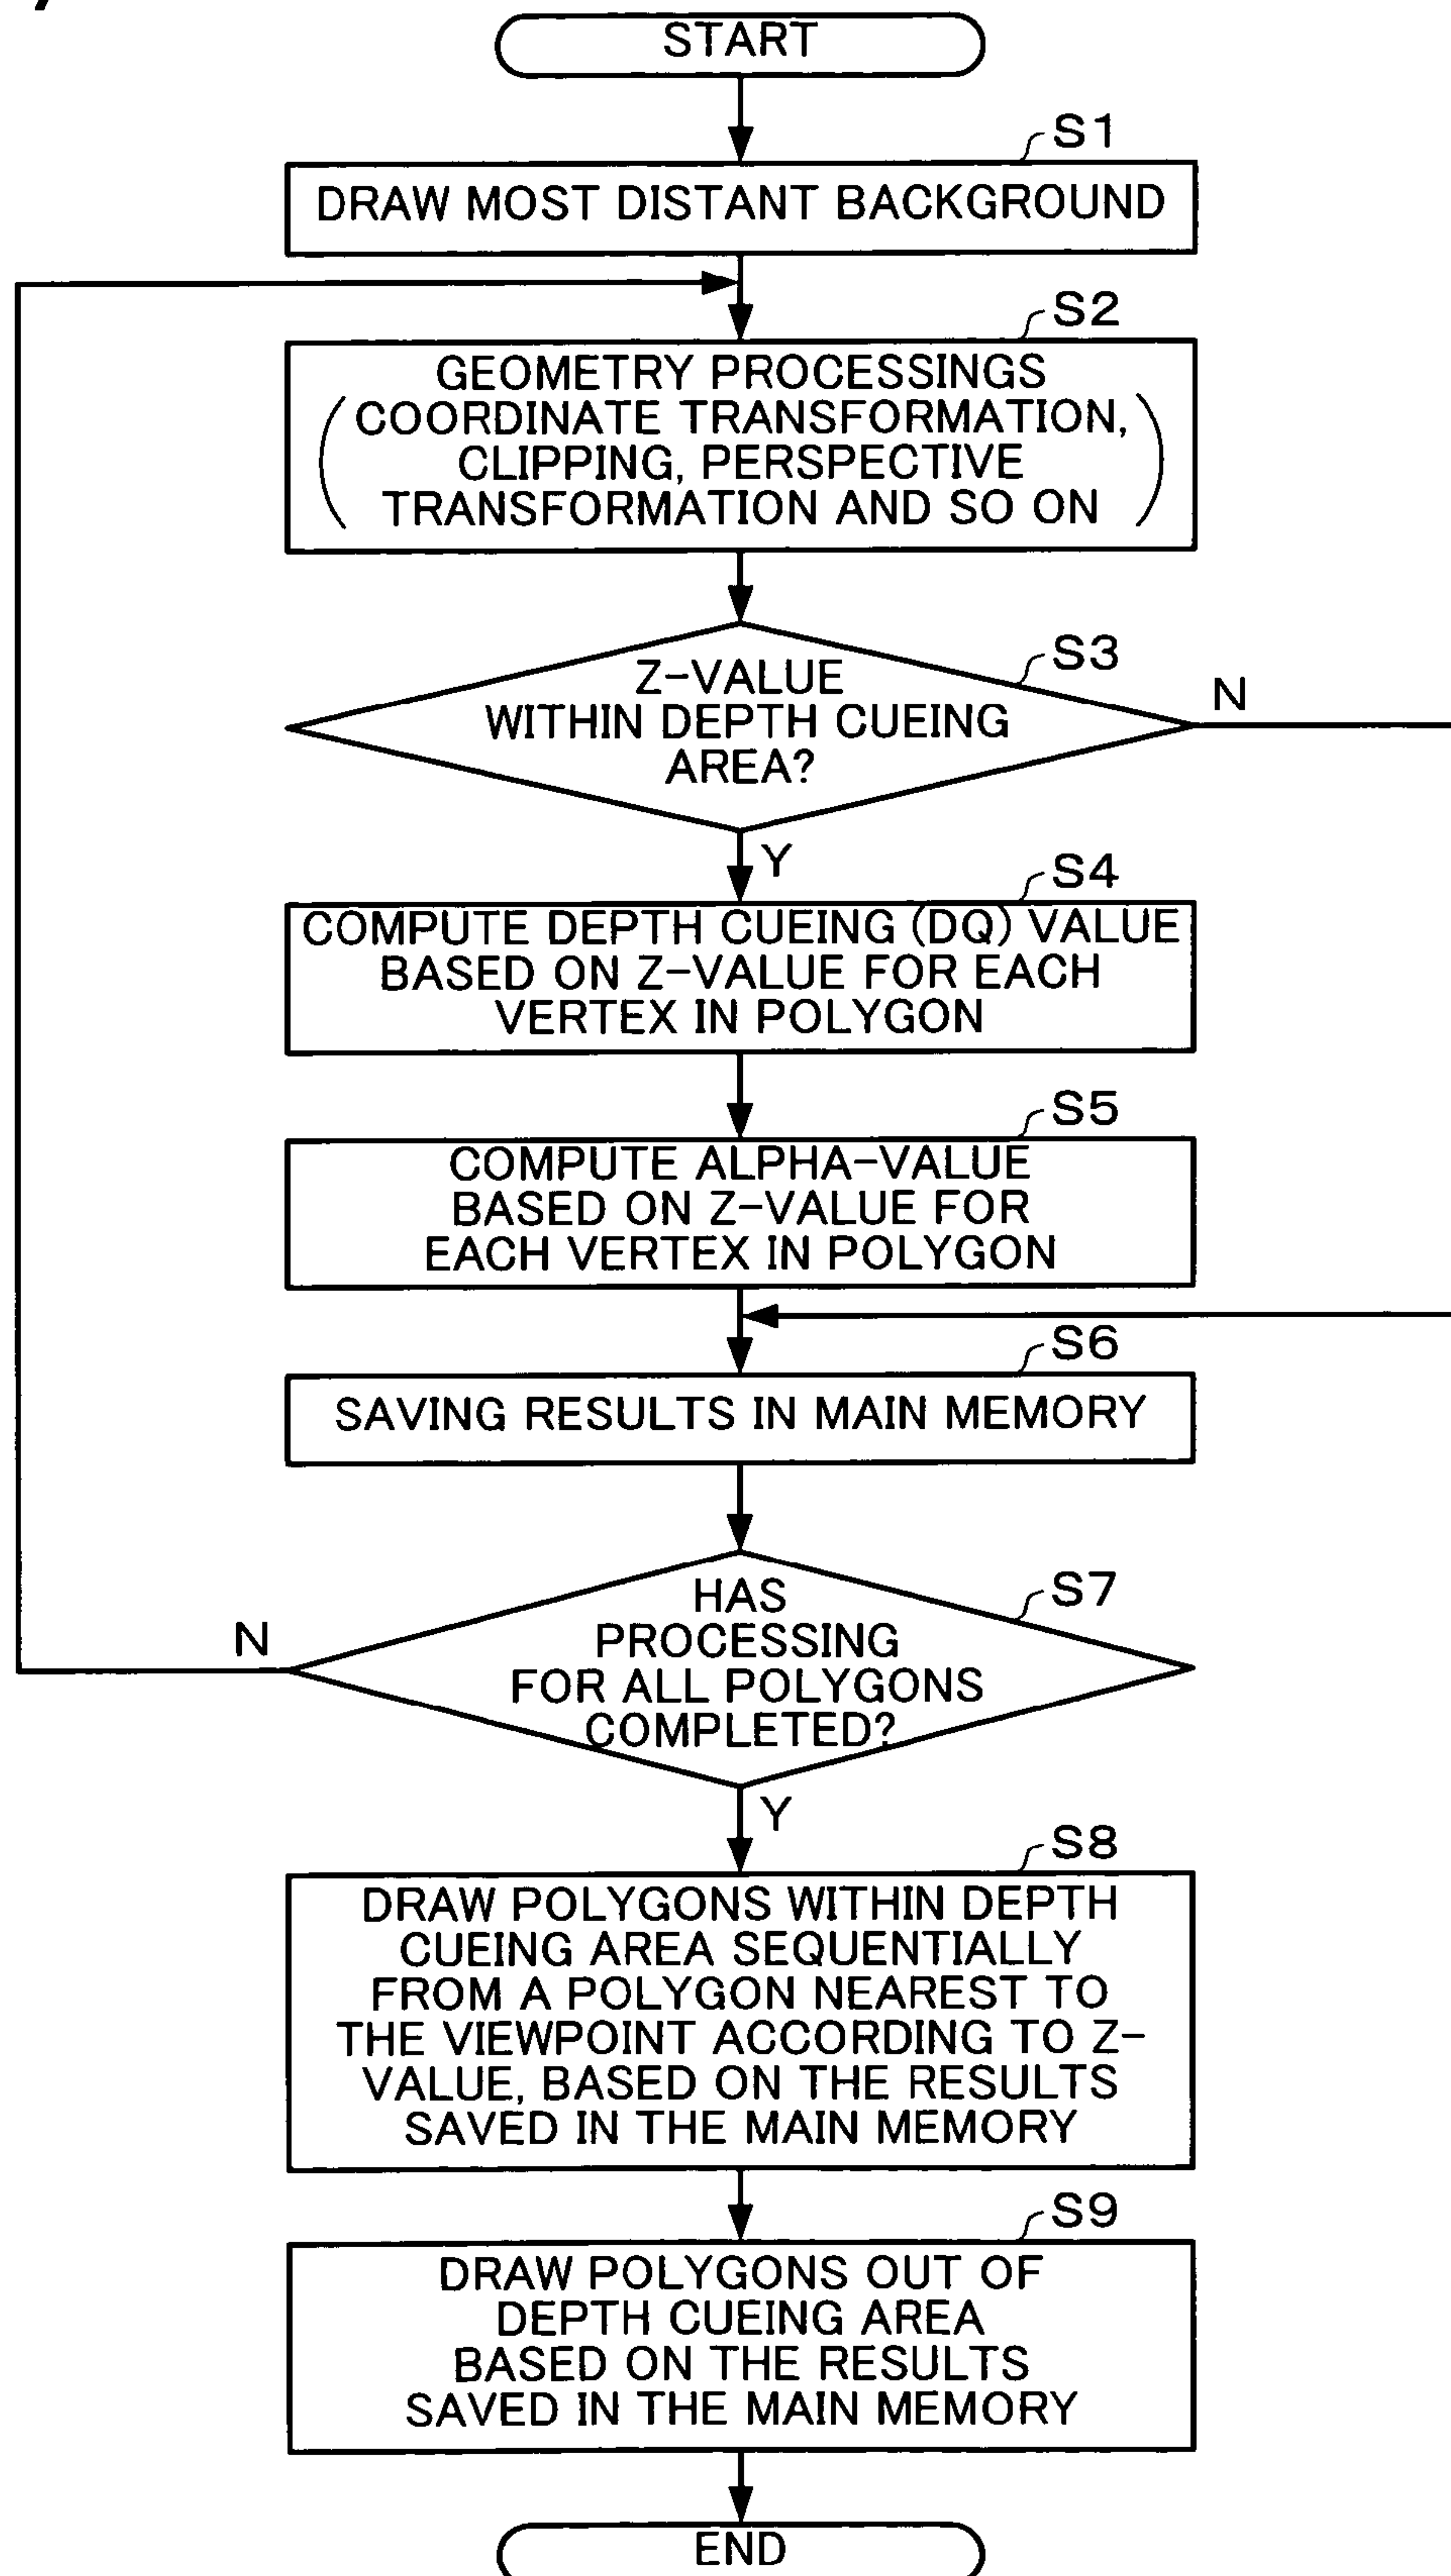 START
S1
DRAW MOST DISTANT BACKGROUND
S2
GEOMETRY PROCESSINGS
(COORDINATE TRANSFORMATION,
CLIPPING, PERSPECTIVE
TRANSFORMATION AND SO ON)
S3
Z-VALUE
WITHIN DEPTH CUEING
AREA?
N
Y
S4
COMPUTE DEPTH CUEING (DQ) VALUE
BASED ON Z-VALUE FOR EACH
VERTEX IN POLYGON
S5
COMPUTE ALPHA-VALUE
BASED ON Z-VALUE FOR
EACH VERTEX IN POLYGON
S6
SAVING RESULTS IN MAIN MEMORY
S7
HAS
PROCESSING
FOR ALL POLYGONS
COMPLETED?
N
Y
S8
DRAW POLYGONS WITHIN DEPTH
CUEING AREA SEQUENTIALLY
FROM A POLYGON NEAREST TO
THE VIEWPOINT ACCORDING TO Z-
VALUE, BASED ON THE RESULTS
SAVED IN THE MAIN MEMORY
S9
DRAW POLYGONS OUT OF
DEPTH CUEING AREA
BASED ON THE RESULTS
SAVED IN THE MAIN MEMORY
END